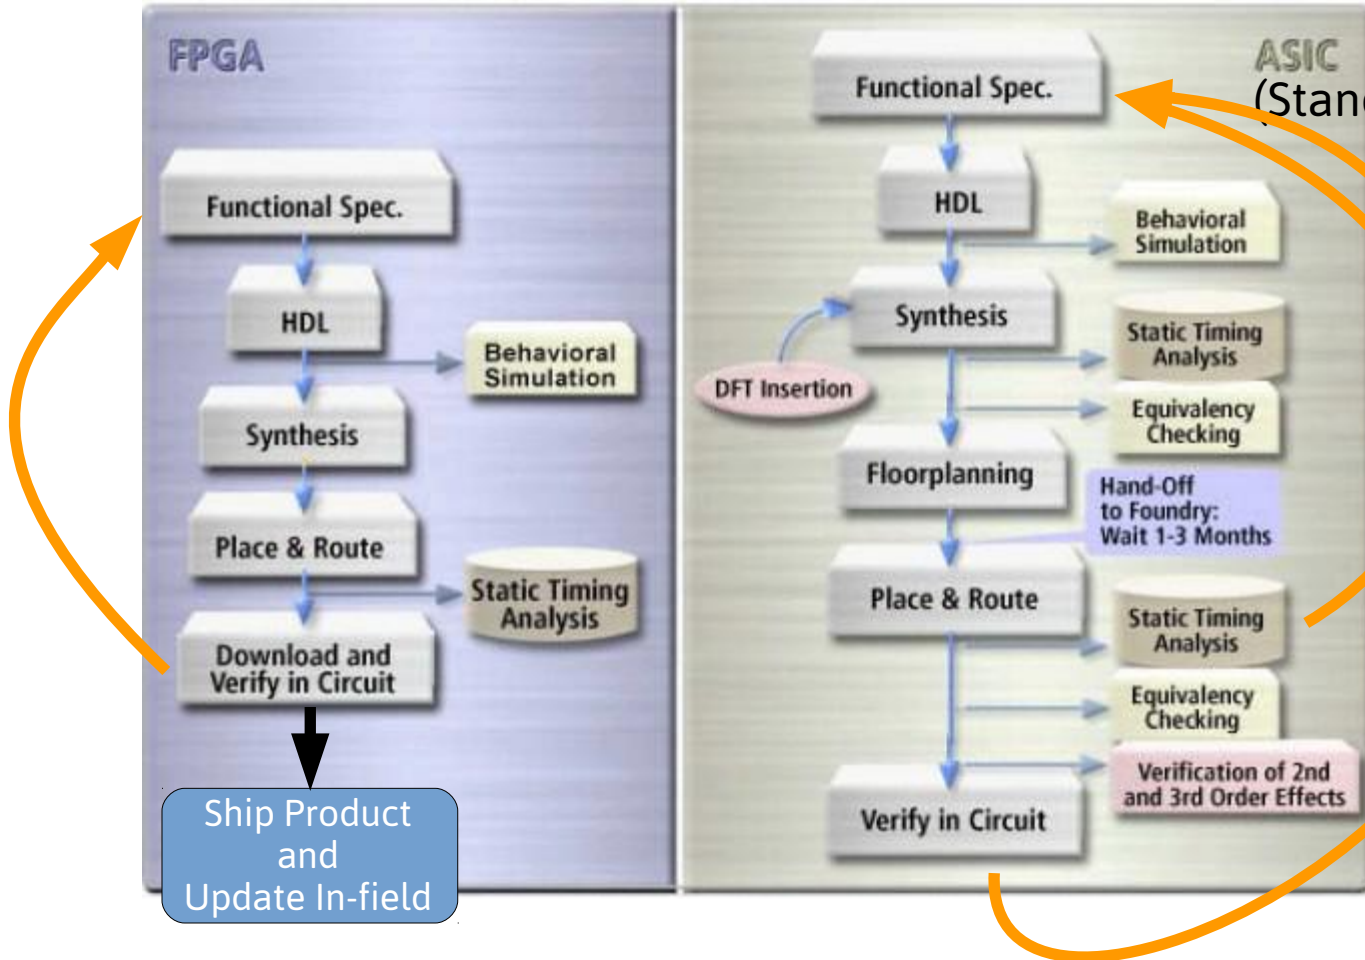 FPGA
Functional Spec.
HDL
Behavioral
Simulation
Synthesis
Place & Route
Static Timing
Analysis
Download and
Verify in Circuit
Ship Product
and
Update In-field
ASIC
Functional Spec.
HDL
Behavioral
Simulation
Synthesis
DFT Insertion
Static Timing
Analysis
Equivalency
Checking
Floorplanning
Hand-Off
to Foundry:
Wait 1-3 Months
Place & Route
Static Timing
Analysis
Equivalency
Checking
Verification of 2nd
and 3rd Order Effects
Verify in Circuit